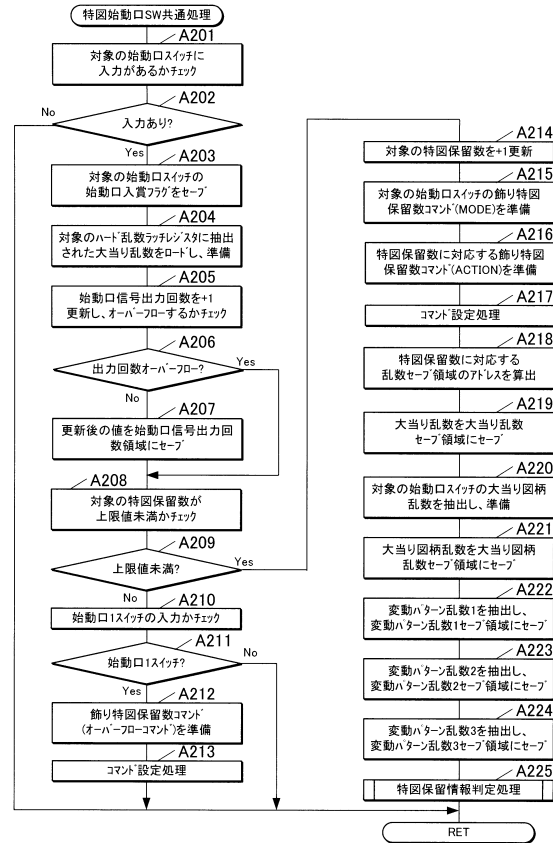 特図始動口SW共通処理
A201
対象の始動口スイッチに
入力があるかチェック
A202
No
入力あり?
Yes
A203
対象の始動口スイッチの
始動口入賞フラグをセーブ
A204
対象のハード乱数ラッチレジスタに抽出
された大当り乱数をロードし、準備
A205
始動口信号出力回数を+1
更新し、オーバーフローするかチェック
A206
出力回数オーバーフロー?
Yes
No
A207
更新後の値を始動口信号出力回
数領域にセーブ
A208
対象の特図保留数が
上限値未満かチェック
A209
上限値未満?
Yes
No
A210
始動口1スイッチの入力かチェック
A211
始動口1スイッチ?
No
Yes
A212
飾り特図保留数コマンド
(オーバーフローコマンド)を準備
A213
コマンド設定処理
A214
対象の特図保留数を+1更新
A215
対象の始動口スイッチの飾り特図
保留数コマンド(MODE)を準備
A216
特図保留数に対応する飾り特図
保留数コマンド(ACTION)を準備
A217
コマンド設定処理
A218
特図保留数に対応する
乱数セーブ領域のアドレスを算出
A219
大当り乱数を大当り乱数
セーブ領域にセーブ
A220
対象の始動口スイッチの大当り図柄
乱数を抽出し、準備
A221
大当り図柄乱数を大当り図柄
乱数セーブ領域にセーブ
A222
変動パターン乱数1を抽出し、
変動パターン乱数1セーブ領域にセーブ
A223
変動パターン乱数2を抽出し、
変動パターン乱数2セーブ領域にセーブ
A224
変動パターン乱数3を抽出し、
変動パターン乱数3セーブ領域にセーブ
A225
特図保留情報判定処理
RET